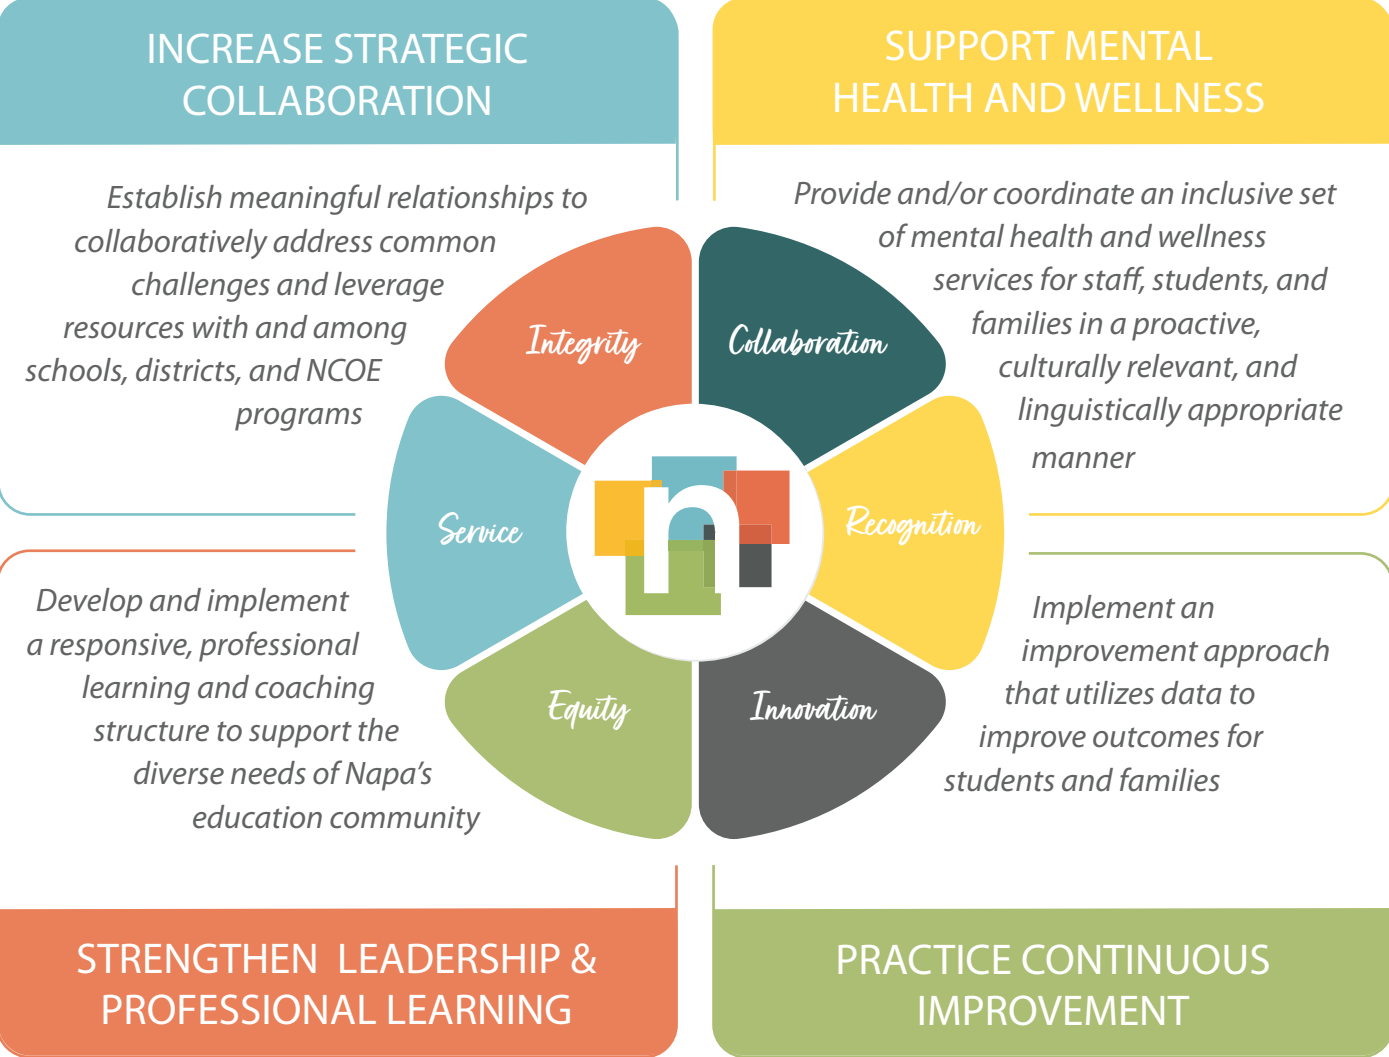 INCREASE STRATEGIC
COLLABORATION
Establish meaningful relationships to
collaboratively address common
challenges and leverage
resources with and among
schools, districts, and NCOE
programs
SUPPORT MENTAL
HEALTH AND WELLNESS
Provide and/or coordinate an inclusive set
of mental health and wellness
services for staff, students, and
families in a proactive,
culturally relevant, and
linguistically appropriate
manner
Integrity
Collaboration
Service
n
Recognition
Equity
Innovation
Develop and implement
a responsive, professional
learning and coaching
structure to support the
diverse needs of Napa’s
education community
STRENGTHEN LEADERSHIP &
PROFESSIONAL LEARNING
Implement an
improvement approach
that utilizes data to
improve outcomes for
students and families
PRACTICE CONTINUOUS
IMPROVEMENT